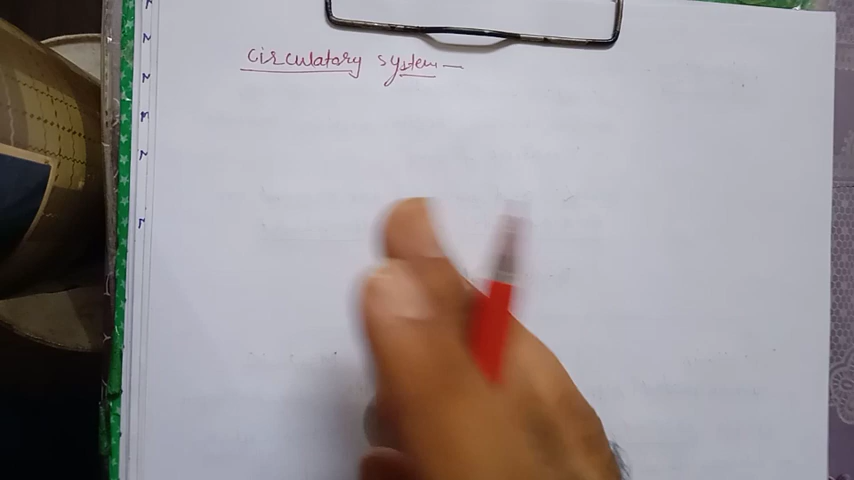 circulatory system —